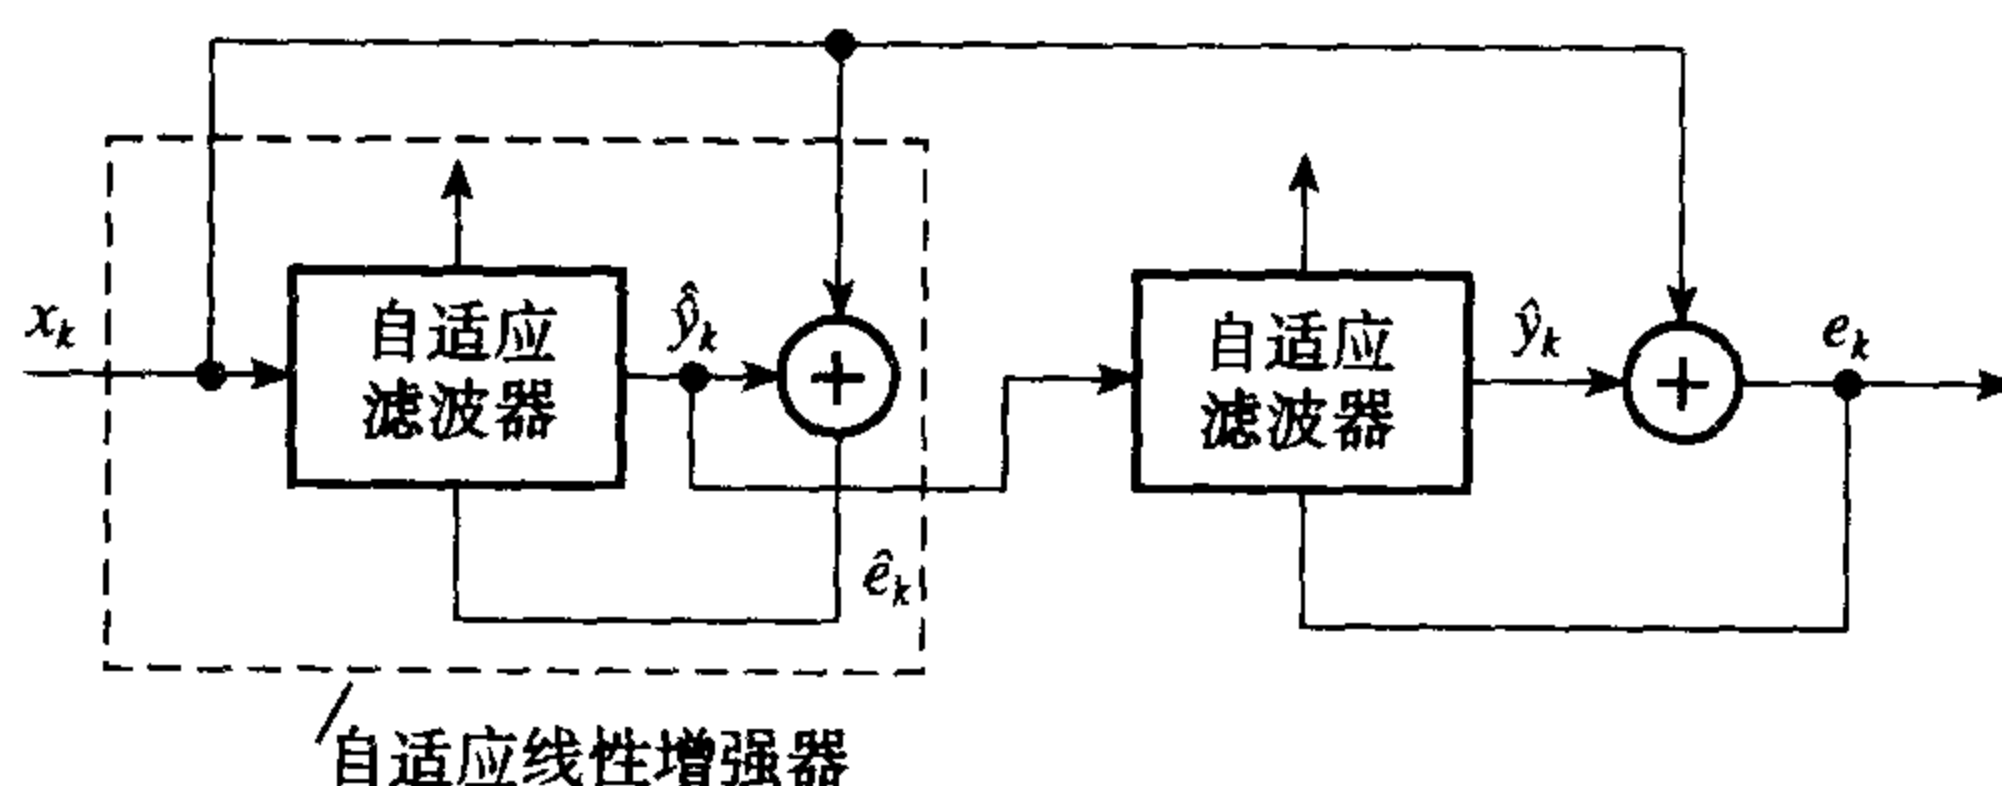 x_k
自适应
滤波器
ŷ_k
+
ê_k
自适应
滤波器
ŷ_k
+
e_k
自适应线性增强器